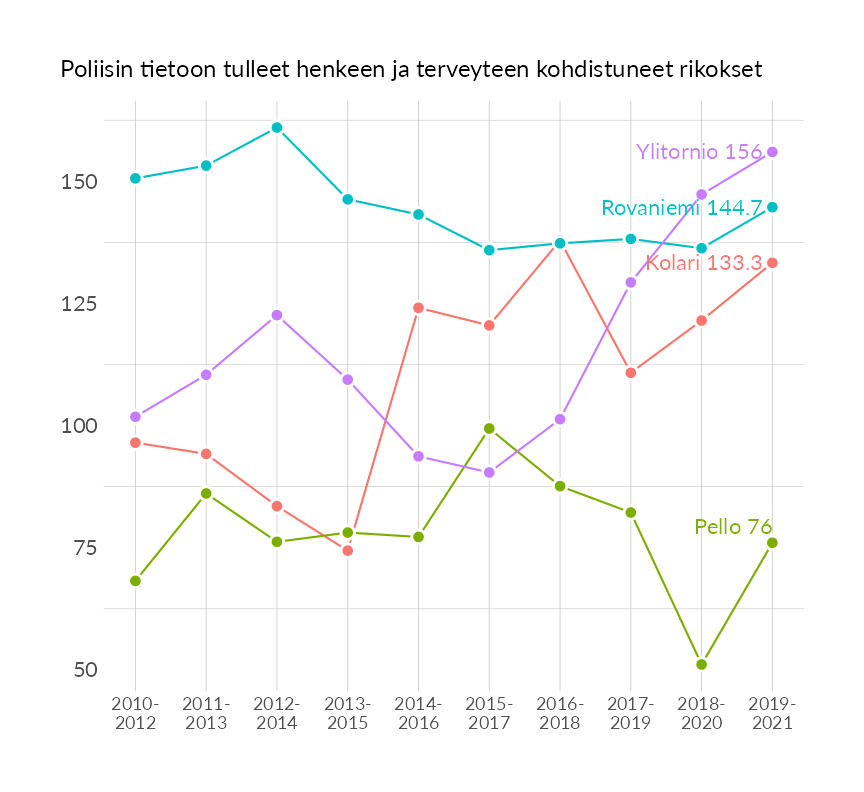 Poliisin tietoon tulleet henkeen ja terveyteen kohdistuneet rikokset
Ylitornio 156
150
Rovaniemi 144.7
Kolari 133.3
125
100
Pello 76
75
50
2010- 2011- 2012- 2013- 2014- 2015- 2016- 2017- 2018- 2019-
2012 2013 2014 2015 2016 2017 2018 2019 2020 2021